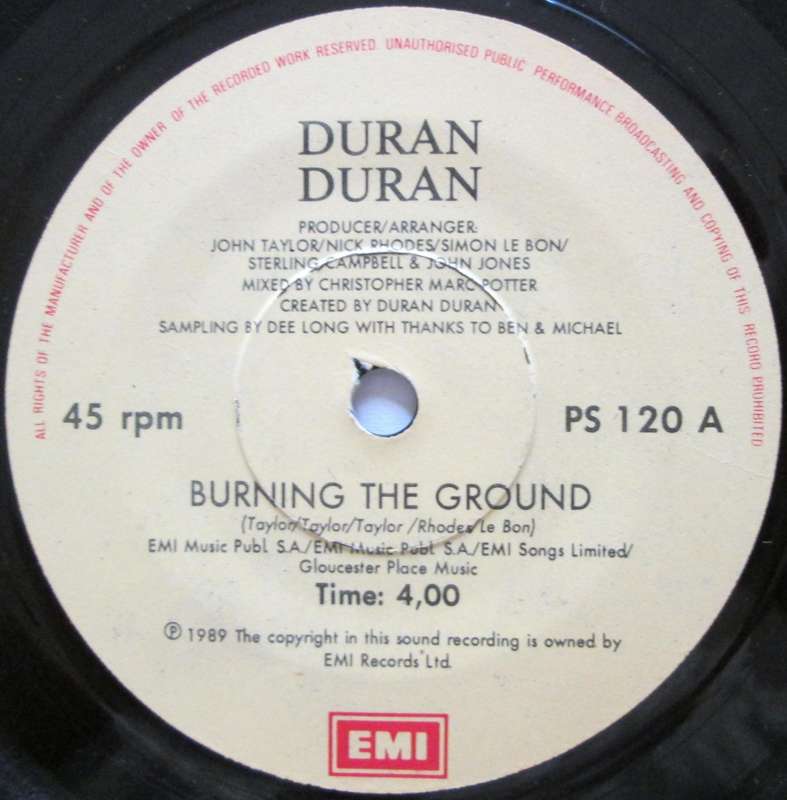 ALL RIGHTS OF THE MANUFACTURER AND OF THE OWNER OF THE RECORDED WORK RESERVED. UNAUTHORISED PUBLIC PERFORMANCE BROADCASTING AND COPYING OF THIS RECORD PROHIBITED
DURAN
DURAN
PRODUCER/ARRANGER:
JOHN TAYLOR/NICK RHODES/SIMON LE BON/
STERLING CAMPBELL & JOHN JONES
MIXED BY CHRISTOPHER MARC POTTER
CREATED BY DURAN DURAN
SAMPLING BY DEE LONG WITH THANKS TO BEN & MICHAEL
45 rpm
PS 120 A
BURNING THE GROUND
(Taylor/Taylor/Taylor /Rhodes/Le Bon)
EMI Music Publ. S.A./EMI Music Publ. S.A./EMI Songs Limited/
Gloucester Place Music
Time: 4,00
℗ 1989 The copyright in this sound recording is owned by
EMI Records Ltd.
EMI